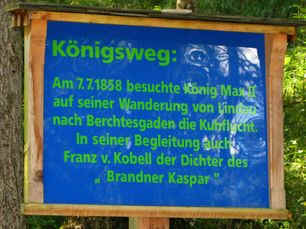 Königsweg:
Am 7.7.1858 besuchte König Max II
auf seiner Wanderung von Lindau
nach Berchtesgaden die Kuhflucht.
In seiner Begleitung auch
Franz v. Kobell der Dichter des
„ Brandner Kaspar "